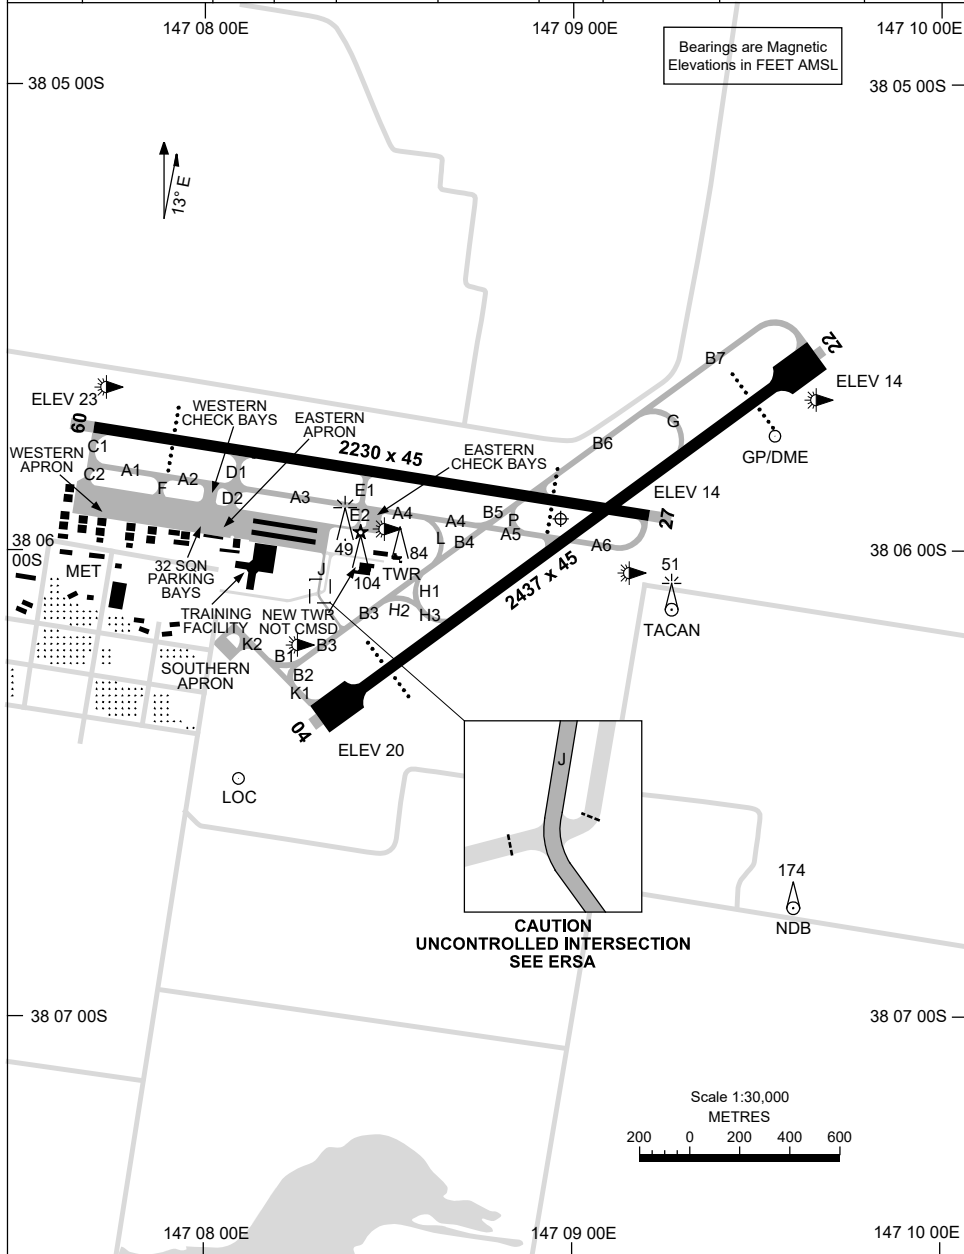 147 08 00E
147 09 00E
147 10 00E
Bearings are Magnetic
Elevations in FEET AMSL
38 05 00S
38 05 00S
13° E
22
B7
ELEV 14
ELEV 23
WESTERN
CHECK BAYS
EASTERN
APRON
G
GP/DME
09
C1
WESTERN
APRON
2230 x 45
EASTERN
CHECK BAYS
B6
A1
C2
F
A2
D1
D2
A3
E1
E2
A4
A4
B5
P
A5
ELEV 14
27
A6
L
B4
38 06
00S
38 06 00S
49
84
104
TWR
MET
32 SQN
PARKING
BAYS
J
2437 x 45
51
TACAN
TRAINING
FACILITY
NEW TWR
NOT CMSD
B3
H2
H1
H3
K2
B1
B3
B2
K1
SOUTHERN
APRON
04
ELEV 20
LOC
J
174
NDB
CAUTION
UNCONTROLLED INTERSECTION
SEE ERSA
38 07 00S
38 07 00S
Scale 1:30,000
METRES
200 0 200 400 600
147 08 00E
147 09 00E
147 10 00E